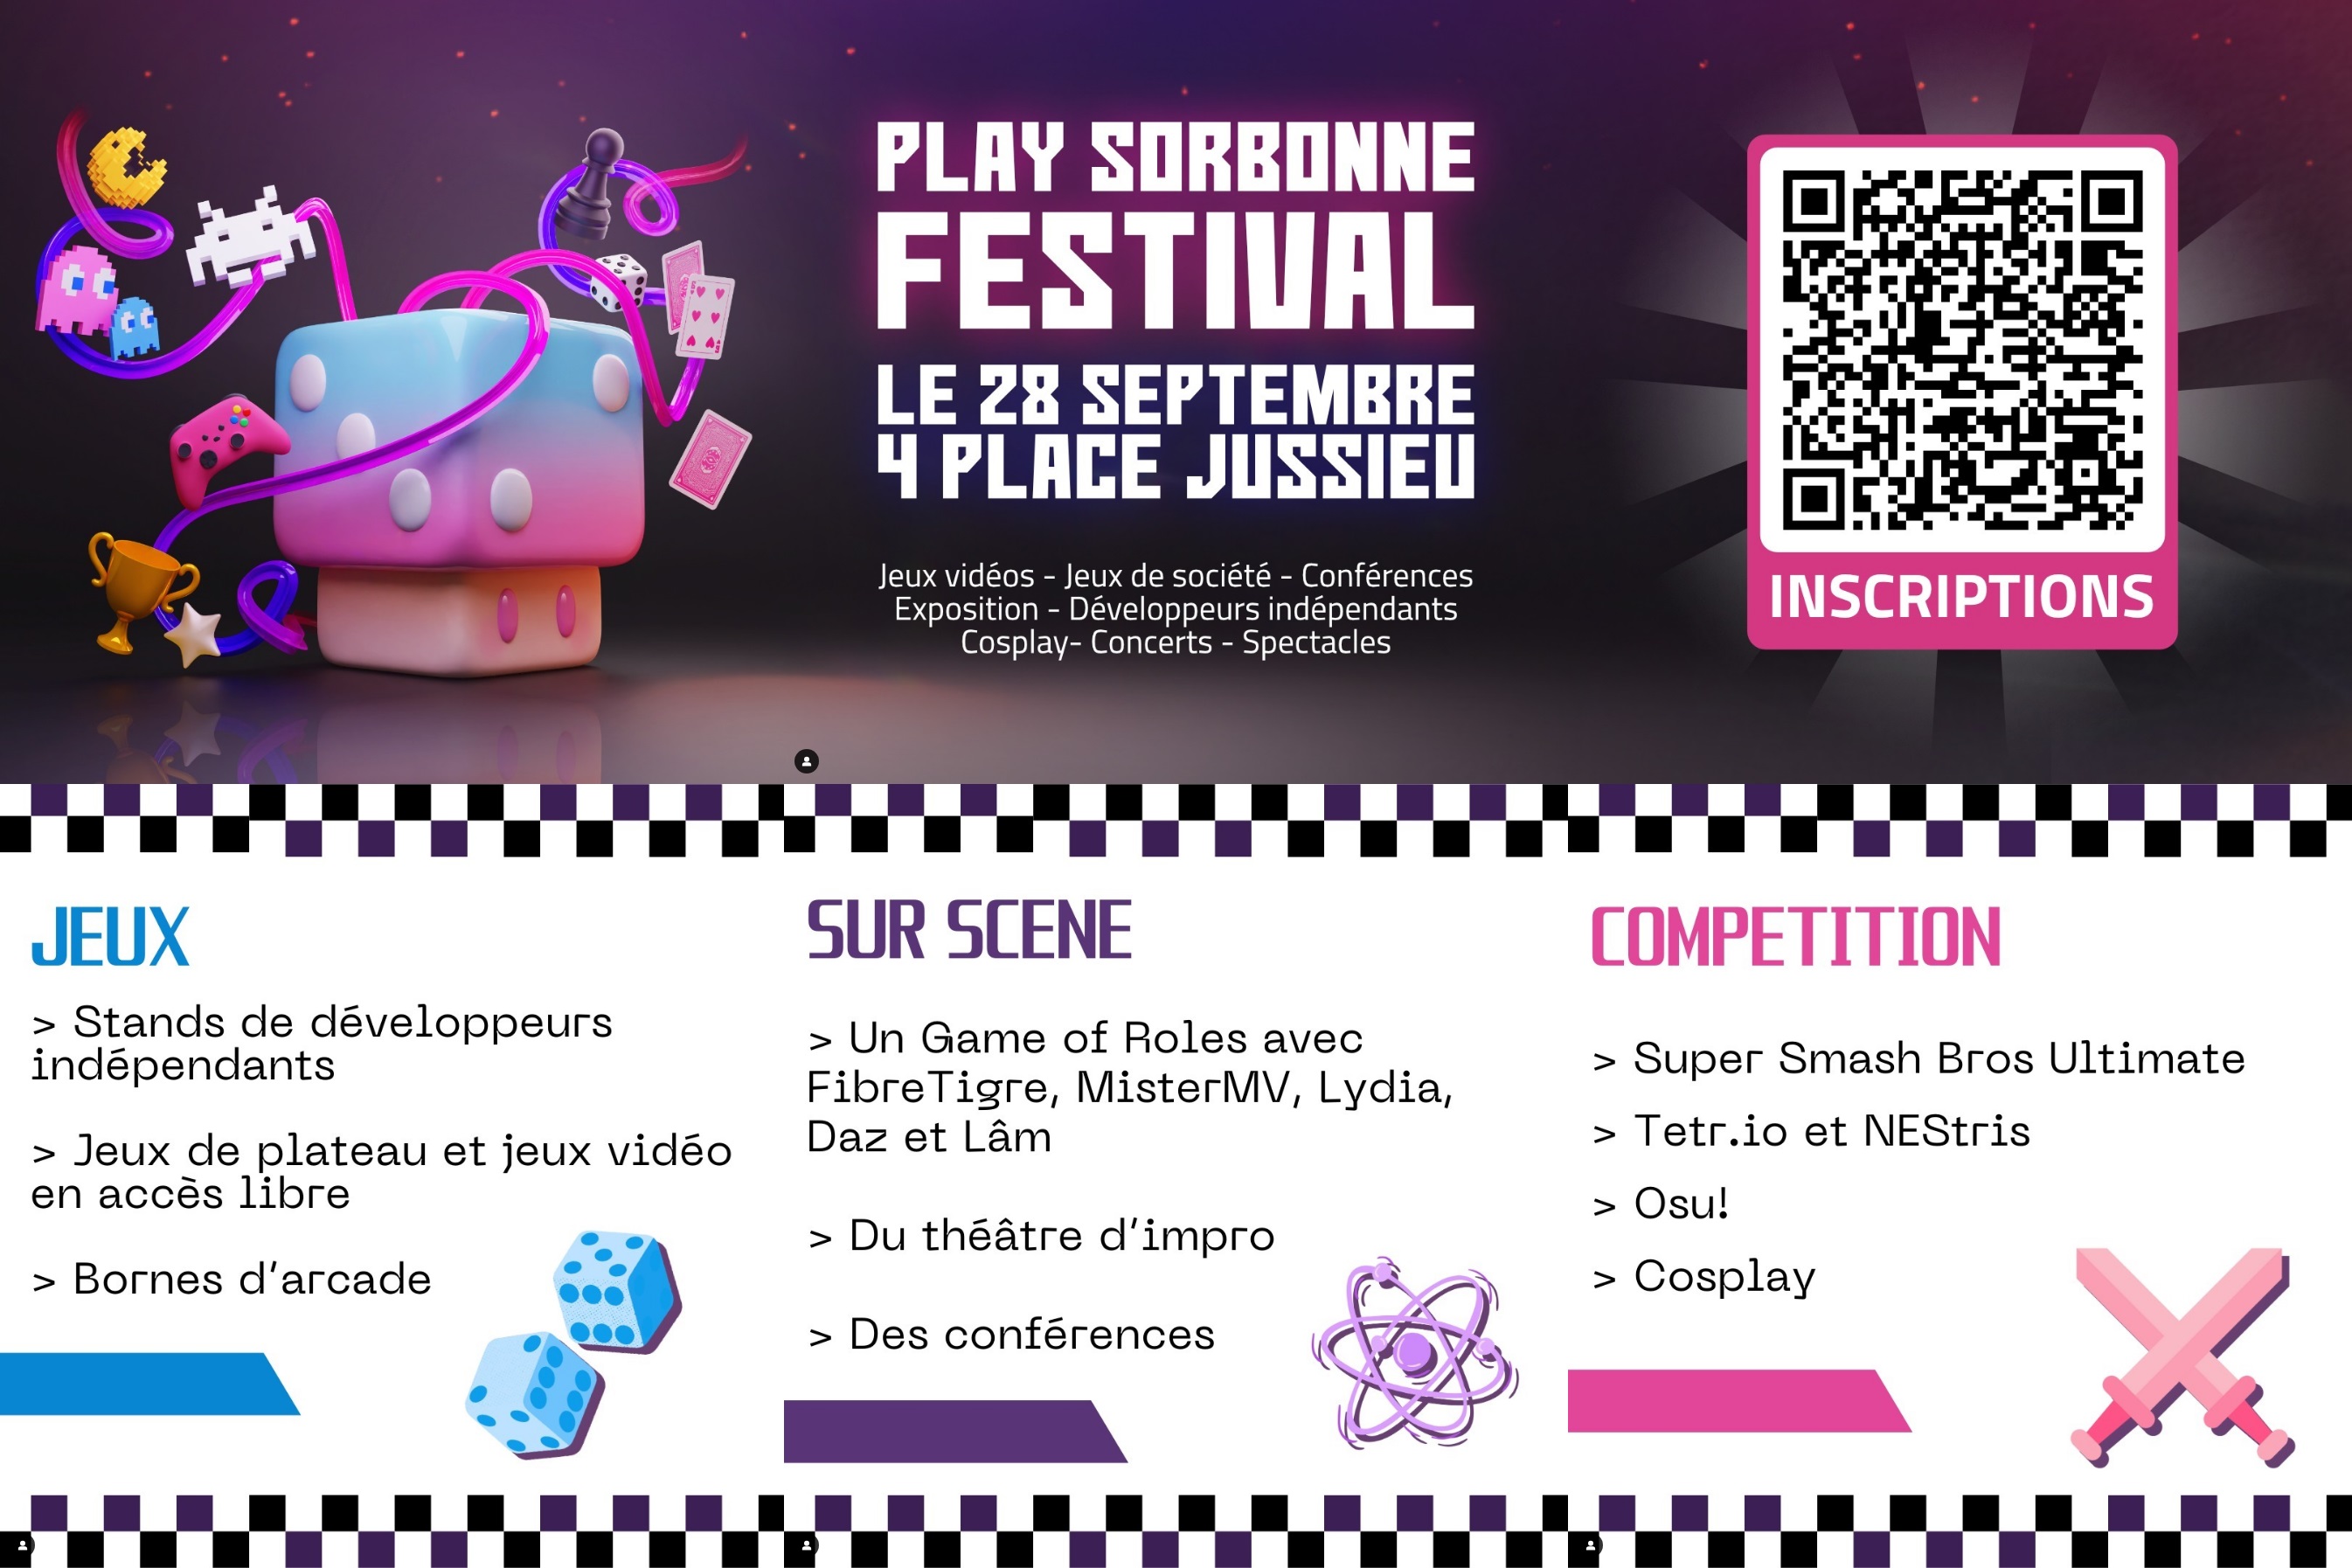 PLAY SORBONNE
FESTIVAL
LE 28 SEPTEMBRE
4 PLACE JUSSIEU
Jeux vidéos - Jeux de société - Conférences
Exposition - Développeurs indépendants
Cosplay- Concerts - Spectacles
INSCRIPTIONS
JEUX
> Stands de développeurs
indépendants
> Jeux de plateau et jeux vidéo
en accès libre
> Bornes d'arcade
SUR SCENE
> Un Game of Roles avec
FibreTigre, MisterMV, Lydia,
Daz et Lâm
> Du théâtre d'impro
> Des conférences
COMPETITION
> Super Smash Bros Ultimate
> Tetr.io et NEStris
> Osu!
> Cosplay